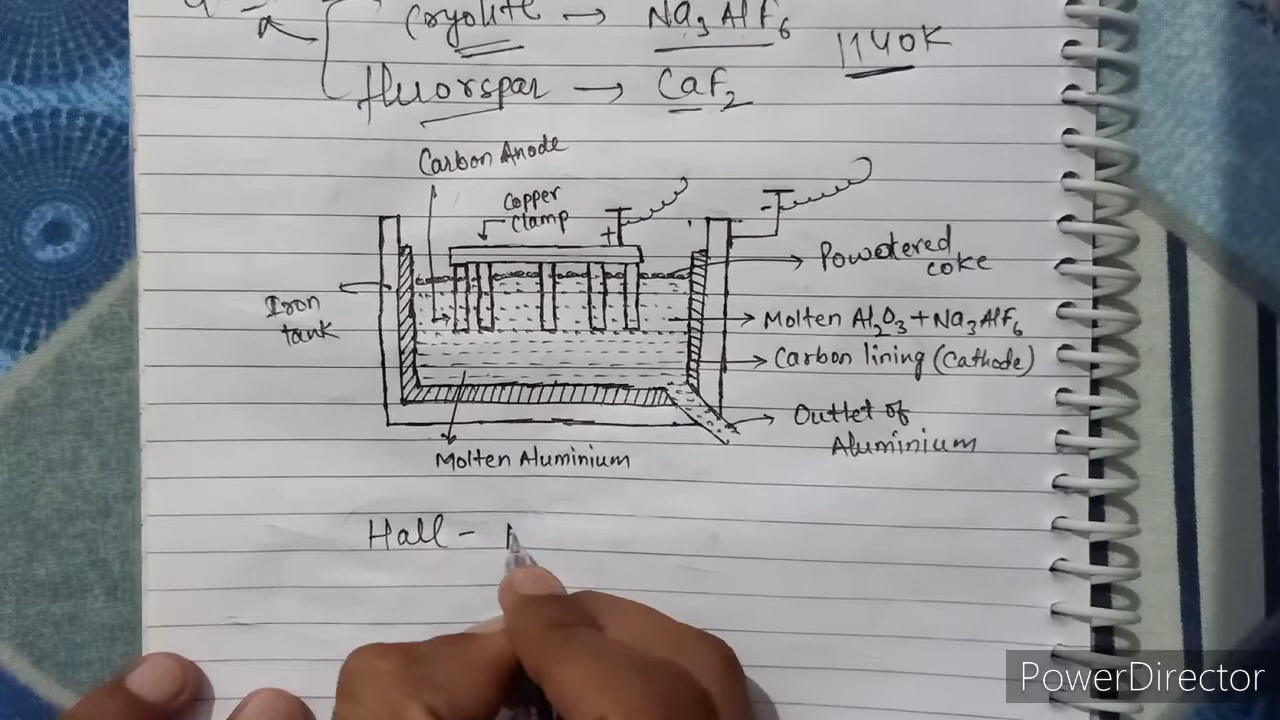 Cryolite → Na3AlF6
1140K
fluorspar → CaF2
Carbon Anode
Copper
Clamp
+
-
Powdered
coke
Iron
tank
Molten Al2O3 + Na3AlF6
Carbon lining (Cathode)
Outlet of
Aluminium
Molten Aluminium
Hall -
PowerDirector